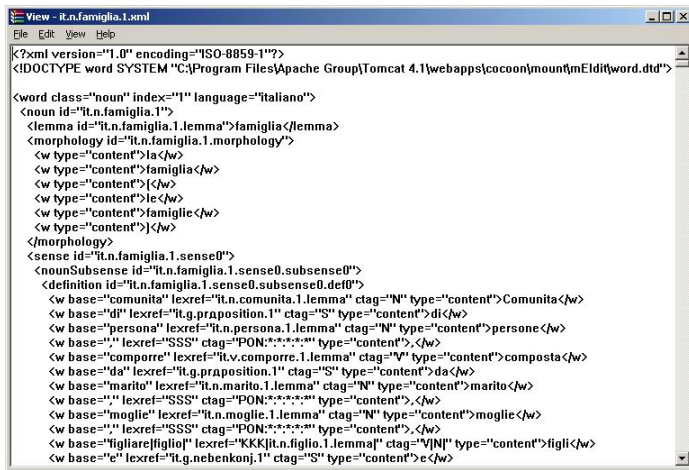 View - it.n.famiglia.1.xml
File Edit View Help
<?xml version="1.0" encoding="ISO-8859-1"?>
<!DOCTYPE word SYSTEM "C:\Program Files\Apache Group\Tomcat 4.1\webapps\cocoon\mount\mEldit\word.dtd">
<word class="noun" index="1" language="italiano">
<noun id="it.n.famiglia.1">
<lemma id="it.n.famiglia.1.lemma">famiglia</lemma>
<morphology id="it.n.famiglia.1.morphology">
<w type="content">la</w>
<w type="content">famiglia</w>
<w type="content">[</w>
<w type="content">le</w>
<w type="content">famiglie</w>
<w type="content">]</w>
</morphology>
<sense id="it.n.famiglia.1.sense0">
<nounSubsense id="it.n.famiglia.1.sense0.subsense0">
<definition id="it.n.famiglia.1.sense0.subsense0.def0">
<w base="comunita" lexref="it.n.comunita.1.lemma" ctag="N" type="content">Comunita</w>
<w base="di" lexref="it.g.prдposition.1" ctag="S" type="content">di</w>
<w base="persona" lexref="it.n.persona.1.lemma" ctag="N" type="content">persone</w>
<w base="," lexref="SSS" ctag="PON:*:*:*:*:*" type="content">,</w>
<w base="comporre" lexref="it.v.comporre.1.lemma" ctag="V" type="content">composta</w>
<w base="da" lexref="it.g.prдposition.1" ctag="S" type="content">da</w>
<w base="marito" lexref="it.n.marito.1.lemma" ctag="N" type="content">marito</w>
<w base="," lexref="SSS" ctag="PON:*:*:*:*:*" type="content">,</w>
<w base="moglie" lexref="it.n.moglie.1.lemma" ctag="N" type="content">moglie</w>
<w base="," lexref="SSS" ctag="PON:*:*:*:*:*" type="content">,</w>
<w base="figliare|figlio|" lexref="KKK|it.n.figlio.1.lemma|" ctag="V|N|" type="content">figli</w>
<w base="e" lexref="it.g.nebenkonj.1" ctag="S" type="content">e</w>